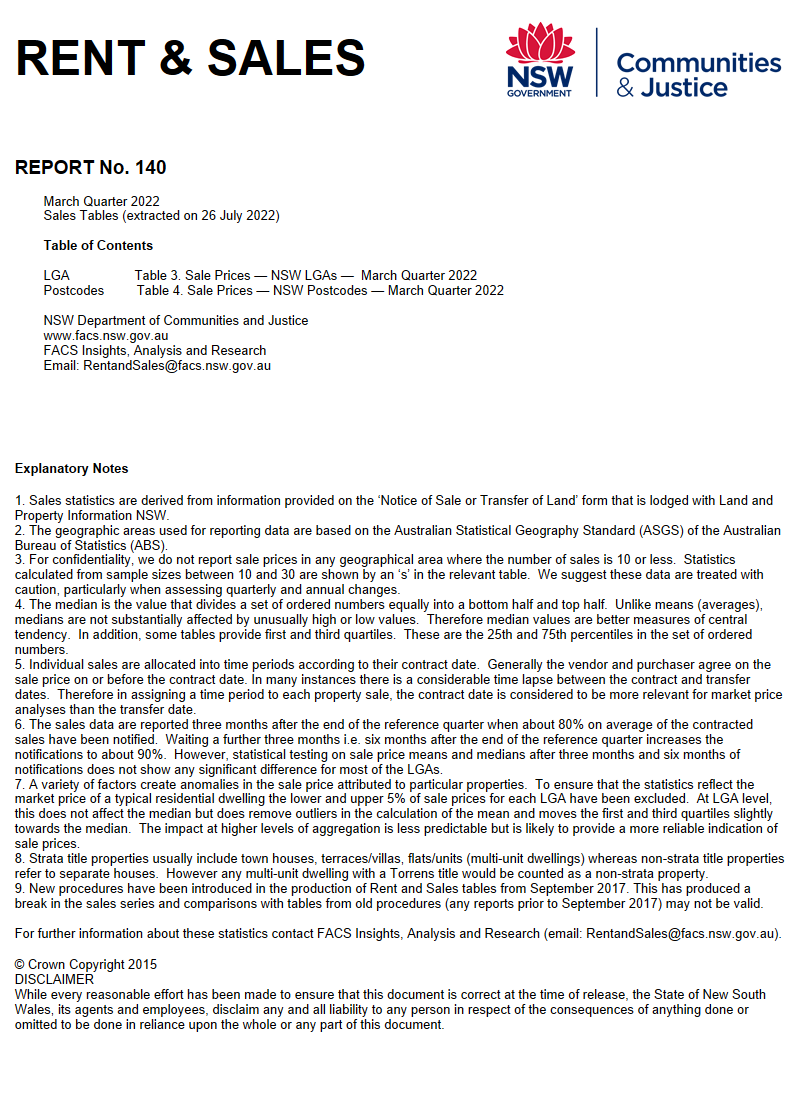 RENT & SALES
NSW
GOVERNMENT
Communities
& Justice
REPORT No. 140
March Quarter 2022
Sales Tables (extracted on 26 July 2022)
Table of Contents
LGA Table 3. Sale Prices — NSW LGAs — March Quarter 2022
Postcodes Table 4. Sale Prices — NSW Postcodes — March Quarter 2022
NSW Department of Communities and Justice
www.facs.nsw.gov.au
FACS Insights, Analysis and Research
Email: RentandSales@facs.nsw.gov.au
Explanatory Notes
1. Sales statistics are derived from information provided on the ‘Notice of Sale or Transfer of Land’ form that is lodged with Land and
Property Information NSW.
2. The geographic areas used for reporting data are based on the Australian Statistical Geography Standard (ASGS) of the Australian
Bureau of Statistics (ABS).
3. For confidentiality, we do not report sale prices in any geographical area where the number of sales is 10 or less. Statistics
calculated from sample sizes between 10 and 30 are shown by an ‘s’ in the relevant table. We suggest these data are treated with
caution, particularly when assessing quarterly and annual changes.
4. The median is the value that divides a set of ordered numbers equally into a bottom half and top half. Unlike means (averages),
medians are not substantially affected by unusually high or low values. Therefore median values are better measures of central
tendency. In addition, some tables provide first and third quartiles. These are the 25th and 75th percentiles in the set of ordered
numbers.
5. Individual sales are allocated into time periods according to their contract date. Generally the vendor and purchaser agree on the
sale price on or before the contract date. In many instances there is a considerable time lapse between the contract and transfer
dates. Therefore in assigning a time period to each property sale, the contract date is considered to be more relevant for market price
analyses than the transfer date.
6. The sales data are reported three months after the end of the reference quarter when about 80% on average of the contracted
sales have been notified. Waiting a further three months i.e. six months after the end of the reference quarter increases the
notifications to about 90%. However, statistical testing on sale price means and medians after three months and six months of
notifications does not show any significant difference for most of the LGAs.
7. A variety of factors create anomalies in the sale price attributed to particular properties. To ensure that the statistics reflect the
market price of a typical residential dwelling the lower and upper 5% of sale prices for each LGA have been excluded. At LGA level,
this does not affect the median but does remove outliers in the calculation of the mean and moves the first and third quartiles slightly
towards the median. The impact at higher levels of aggregation is less predictable but is likely to provide a more reliable indication of
sale prices.
8. Strata title properties usually include town houses, terraces/villas, flats/units (multi-unit dwellings) whereas non-strata title properties
refer to separate houses. However any multi-unit dwelling with a Torrens title would be counted as a non-strata property.
9. New procedures have been introduced in the production of Rent and Sales tables from September 2017. This has produced a
break in the sales series and comparisons with tables from old procedures (any reports prior to September 2017) may not be valid.
For further information about these statistics contact FACS Insights, Analysis and Research (email: RentandSales@facs.nsw.gov.au).
© Crown Copyright 2015
DISCLAIMER
While every reasonable effort has been made to ensure that this document is correct at the time of release, the State of New South
Wales, its agents and employees, disclaim any and all liability to any person in respect of the consequences of anything done or
omitted to be done in reliance upon the whole or any part of this document.